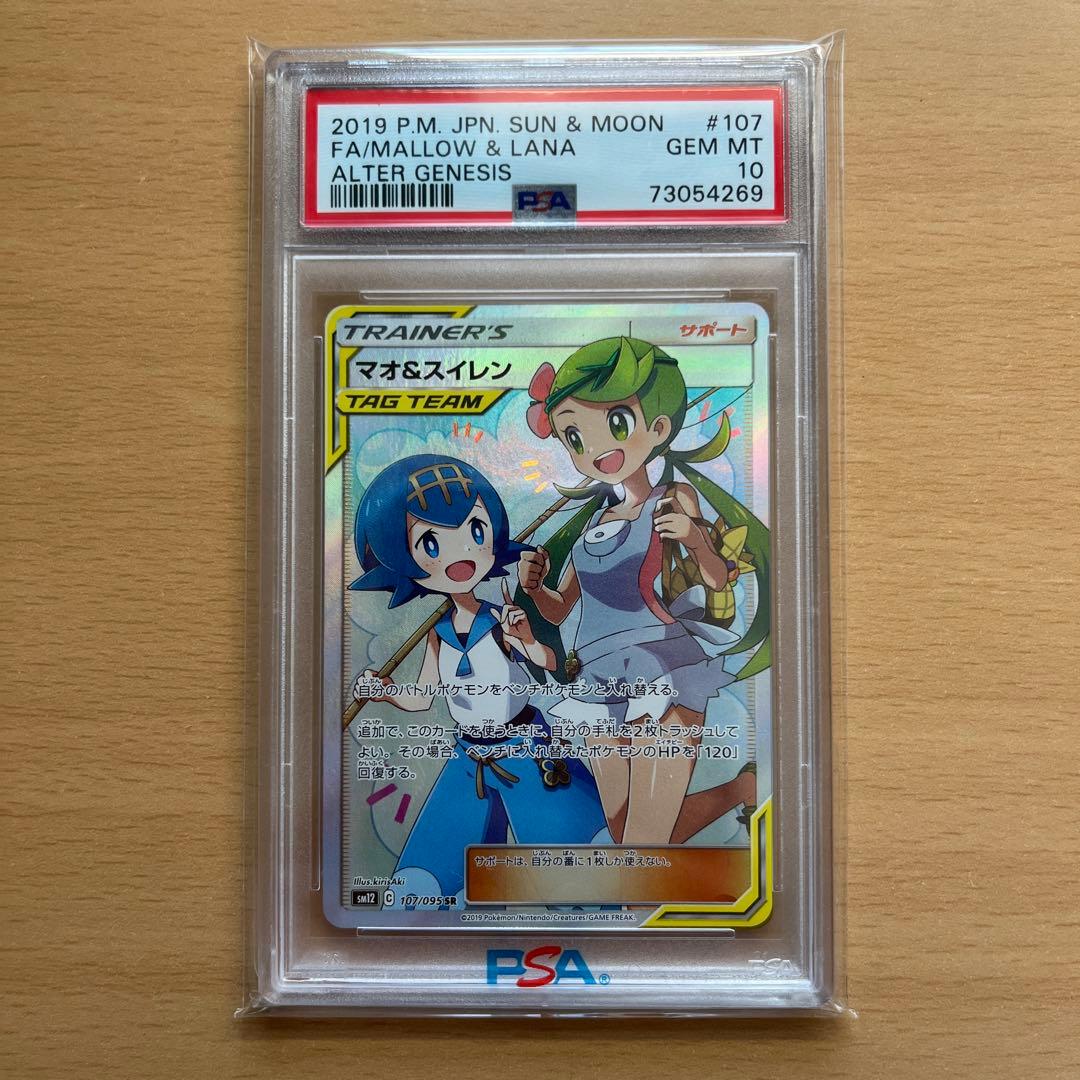 2019 P.M. JPN. SUN & MOON #107
FA/MALLOW & LANA GEM MT
ALTER GENESIS 10
73054269
PSA
TRAINER'S サポート
マオ&スイレン
TAG TEAM
自分のバトルポケモンをベンチポケモンと入れ替える。
追加で、このカードを使うときに、自分の手札を2枚トラッシュして
よい。その場合、ベンチに入れ替えたポケモンのHPを「120」
回復する。
サポートは、自分の番に1枚しか使えない。
Illus.kirisAki
SM12 C 107/095 SR
©2019 Pokémon/Nintendo/Creatures/GAME FREAK.
PSA®
PSA